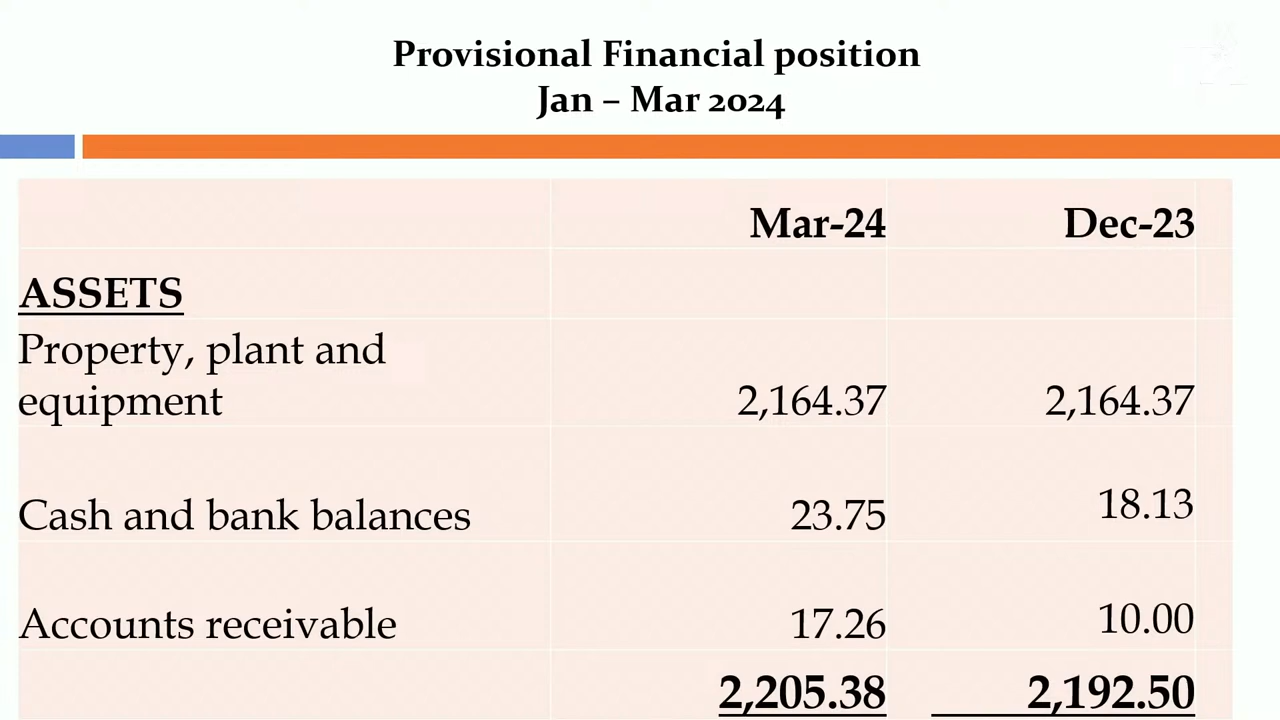 Provisional Financial position
Jan – Mar 2024
Mar-24 Dec-23
ASSETS
Property, plant and
equipment 2,164.37 2,164.37
Cash and bank balances 23.75 18.13
Accounts receivable 17.26 10.00
2,205.38 2,192.50